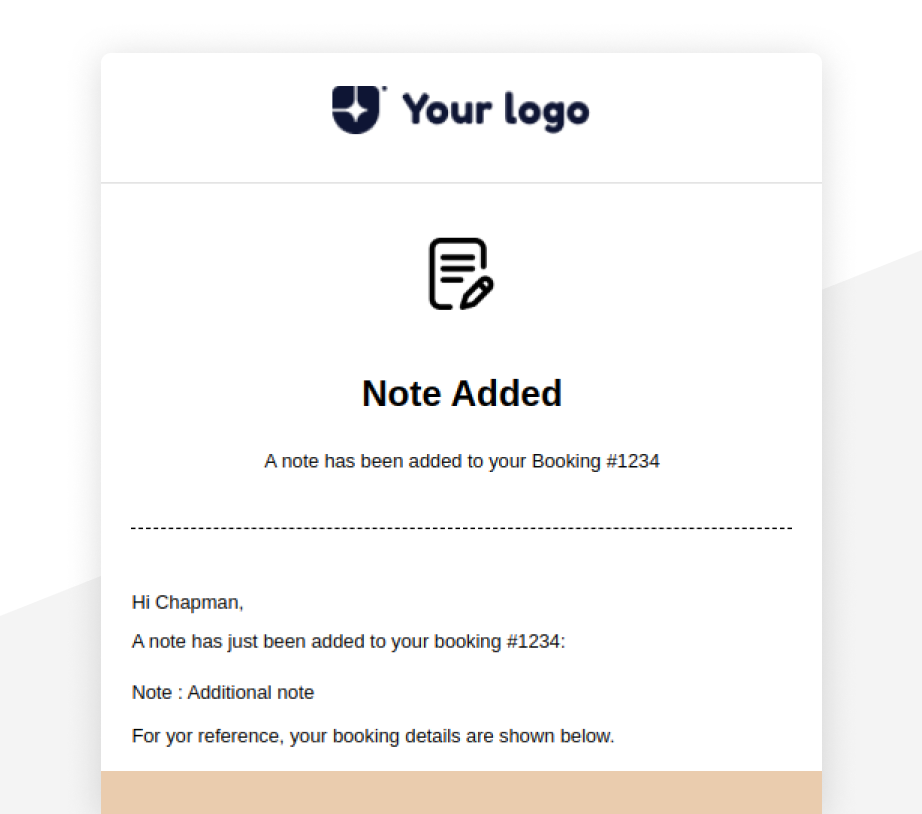 Your logo
Note Added
A note has been added to your Booking #1234
Hi Chapman,
A note has just been added to your booking #1234:
Note : Additional note
For yor reference, your booking details are shown below.